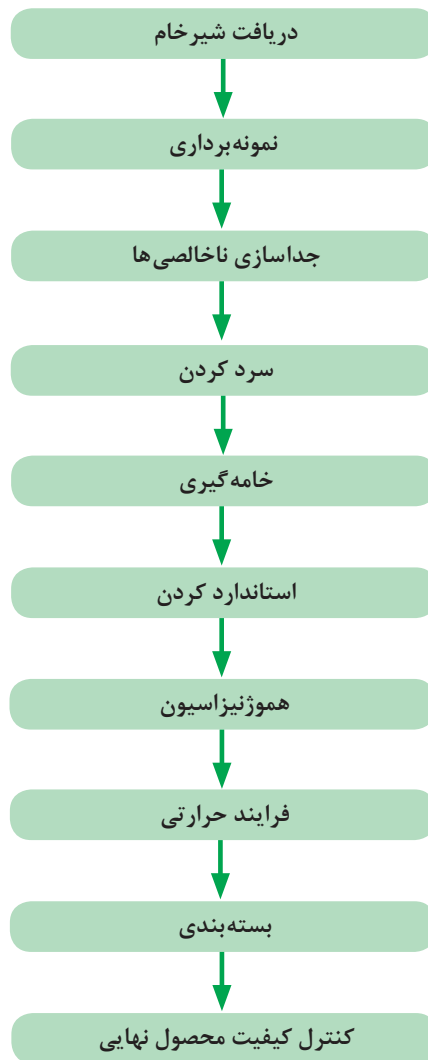 دریافت شیرخام
نمونه‌برداری
جداسازی ناخالصی‌ها
سرد کردن
خامه‌گیری
استاندارد کردن
هموژنیزاسیون
فرایند حرارتی
بسته‌بندی
کنترل کیفیت محصول نهایی